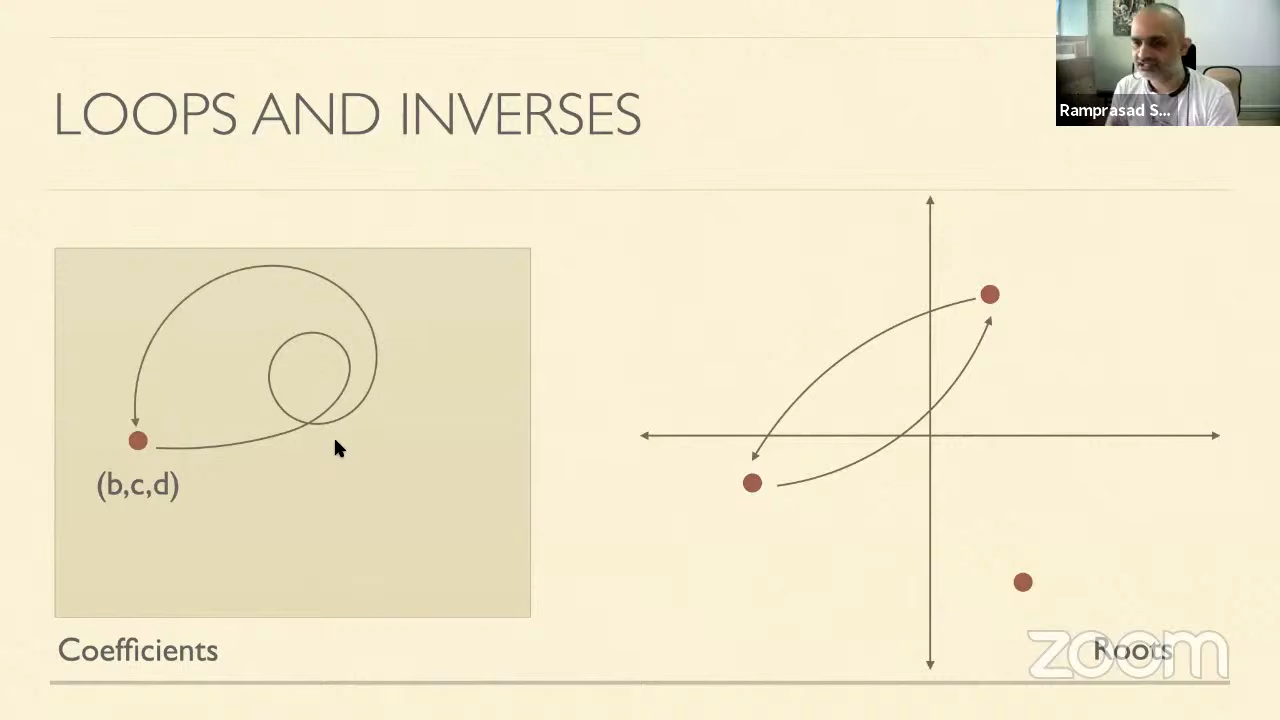 LOOPS AND INVERSES
Ramprasad S...
(b,c,d)
Coefficients
Roots
zoom